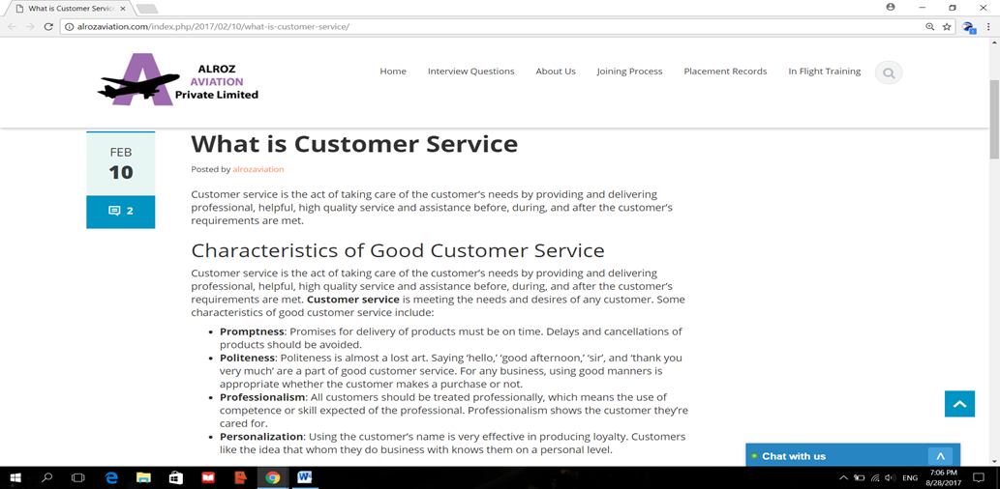 What is Customer Service
alrozaviation.com/index.php/2017/02/10/what-is-customer-service/
ALROZ
AVIATION
Private Limited
Home Interview Questions About Us Joining Process Placement Records In Flight Training
FEB
10
2
What is Customer Service
Posted by alrozaviation
Customer service is the act of taking care of the customer’s needs by providing and delivering
professional, helpful, high quality service and assistance before, during, and after the customer’s
requirements are met.
Characteristics of Good Customer Service
Customer service is the act of taking care of the customer’s needs by providing and delivering
professional, helpful, high quality service and assistance before, during, and after the customer’s
requirements are met. Customer service is meeting the needs and desires of any customer. Some
characteristics of good customer service include:
• Promptness: Promises for delivery of products must be on time. Delays and cancellations of
products should be avoided.
• Politeness: Politeness is almost a lost art. Saying ‘hello,’ ‘good afternoon,’ ‘sir’, and ‘thank you
very much’ are a part of good customer service. For any business, using good manners is
appropriate whether the customer makes a purchase or not.
• Professionalism: All customers should be treated professionally, which means the use of
competence or skill expected of the professional. Professionalism shows the customer they’re
cared for.
• Personalization: Using the customer’s name is very effective in producing loyalty. Customers
like the idea that whom they do business with knows them on a personal level.
Chat with us
ENG
7:06 PM
8/28/2017